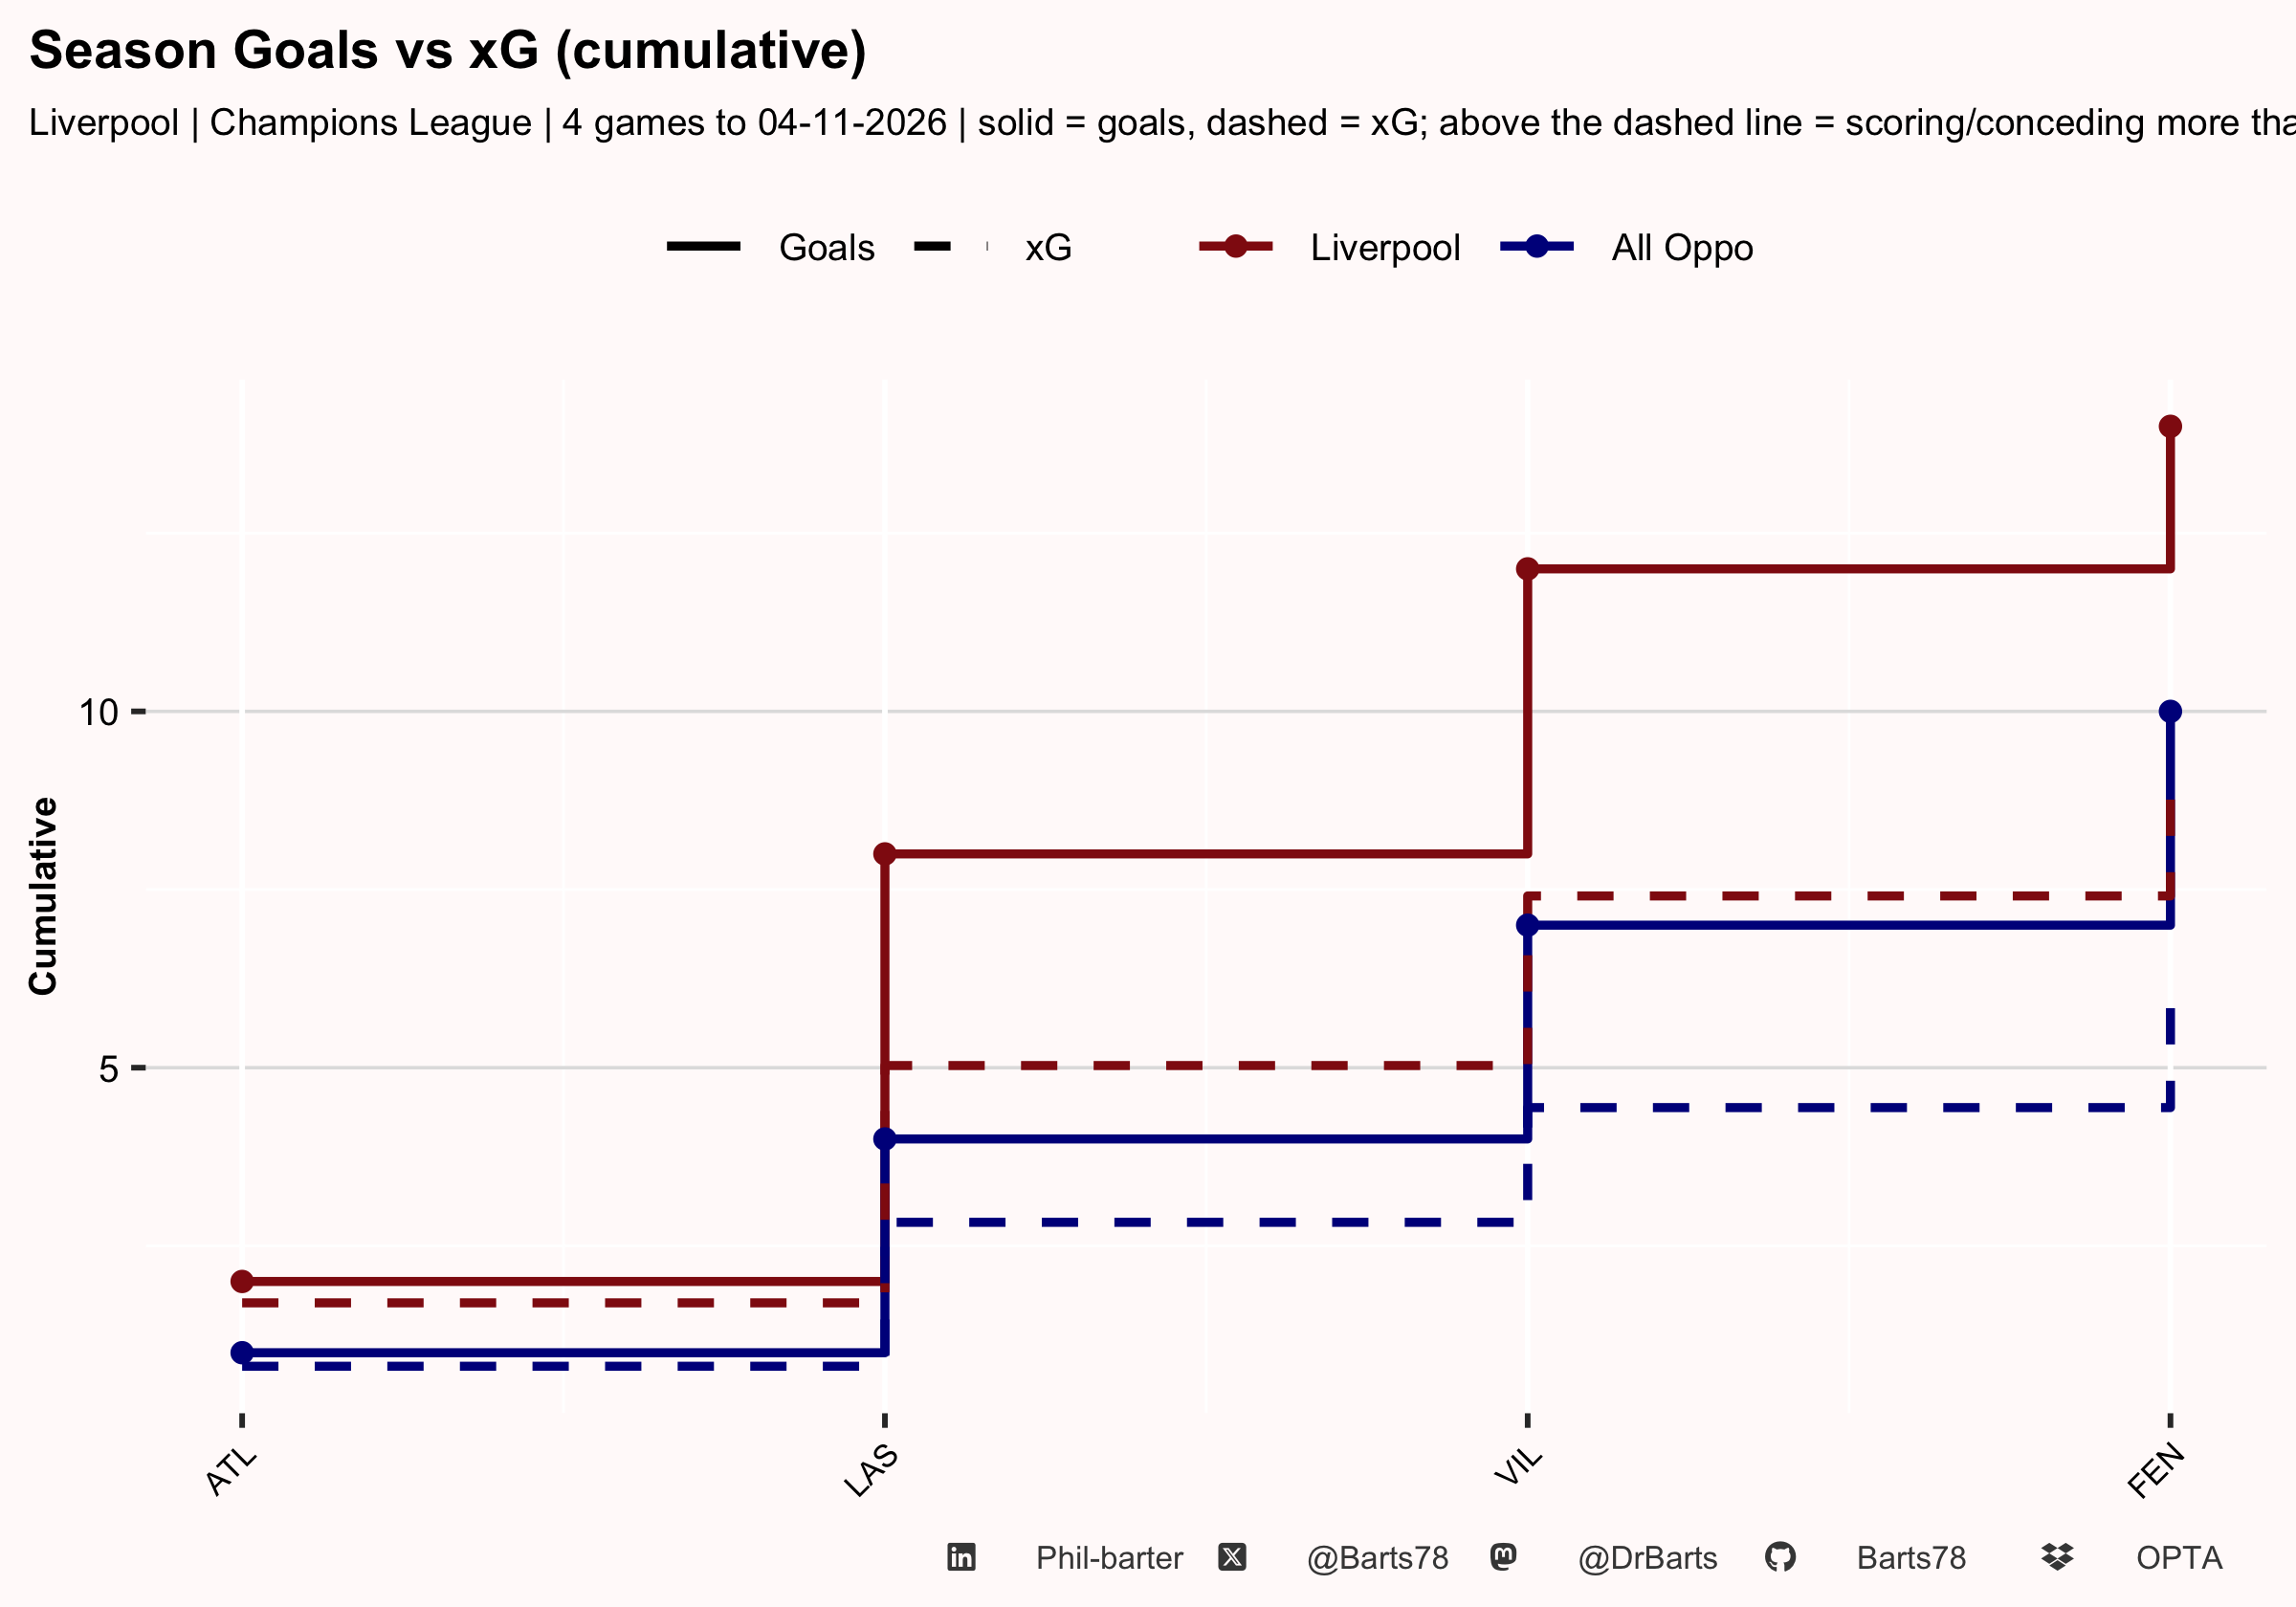 Season Goals vs xG (cumulative)
Liverpool | Champions League | 4 games to 04-11-2026 | solid = goals, dashed = xG; above the dashed line = scoring/conceding more
Goals xG Liverpool All Oppo
Cumulative
10
5
ATL LAS VIL FEN
Phil-barter @Barts78 @DrBarts Barts78 OPTA